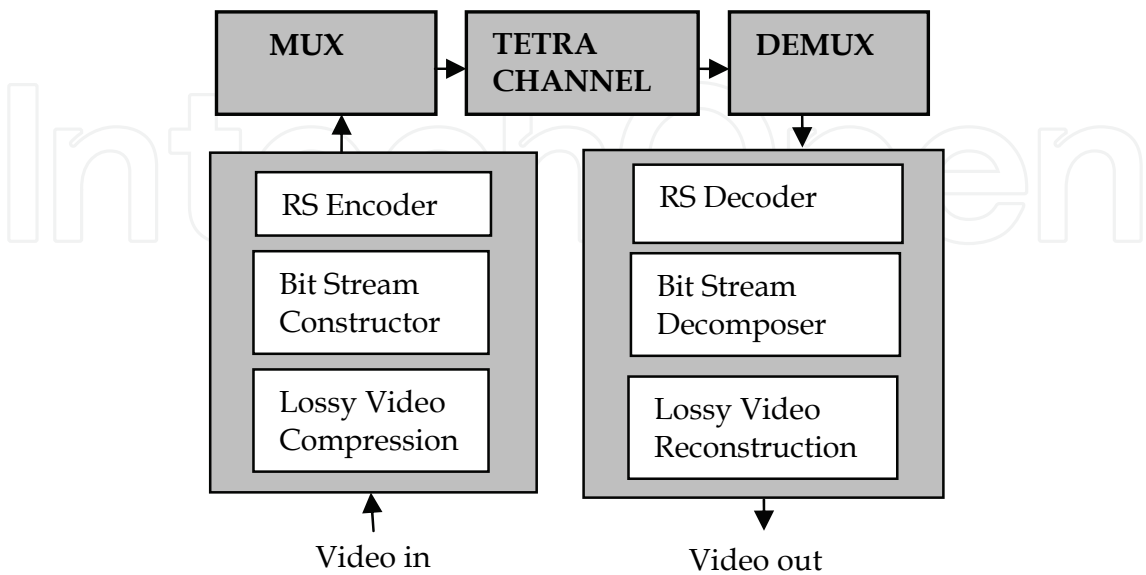 MUX
TETRA
CHANNEL
DEMUX
IntechOpen
RS Encoder
Bit Stream
Constructor
Lossy Video
Compression
RS Decoder
Bit Stream
Decomposer
Lossy Video
Reconstruction
Video in
Video out